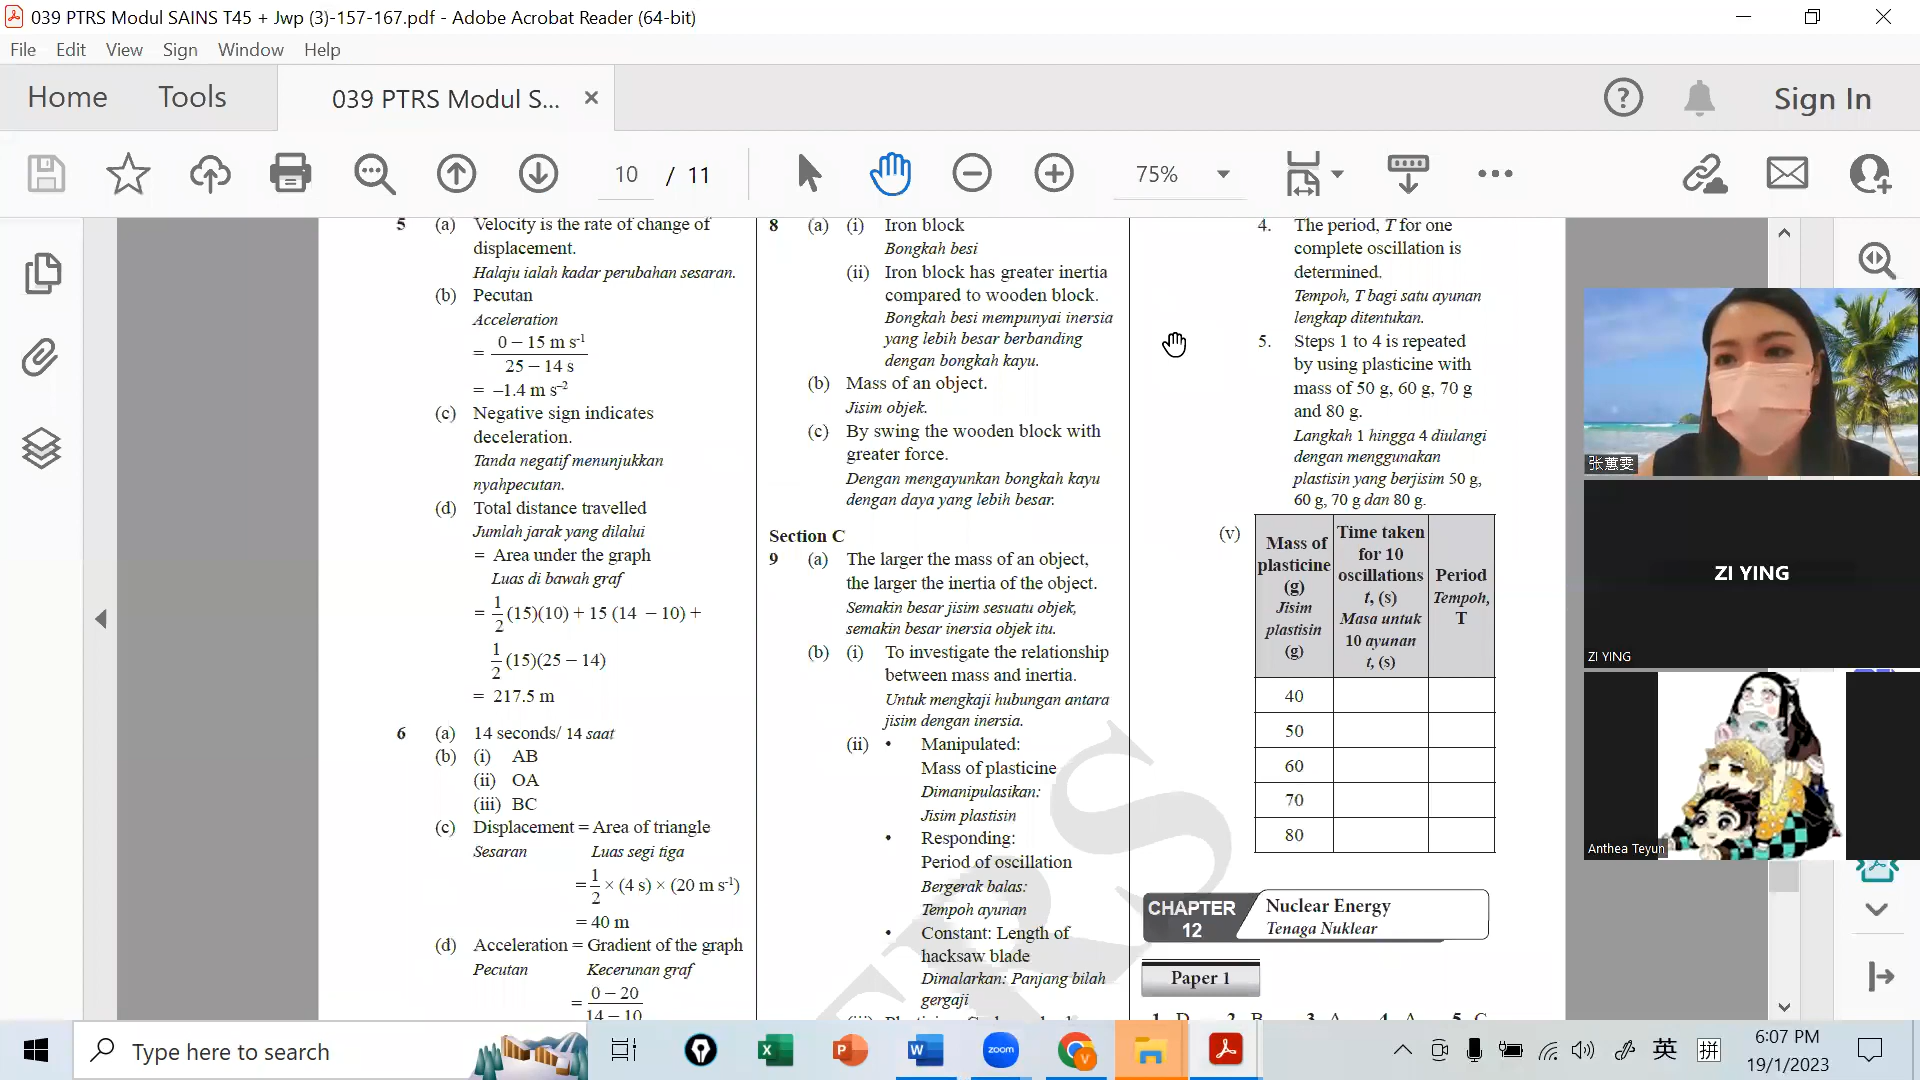 039 PTRS Modul SAINS T45 + Jwp (3)-157-167.pdf - Adobe Acrobat Reader (64-bit)
File Edit View Sign Window Help
Home Tools 039 PTRS Modul S... Sign In
10 / 11 75%
5 (a) Velocity is the rate of change of
displacement.
Halaju ialah kadar perubahan sesaran.
(b) Pecutan
Acceleration
= 0 – 15 m s⁻¹ / 25 – 14 s
= –1.4 m s⁻²
(c) Negative sign indicates
deceleration.
Tanda negatif menunjukkan
nyahpecutan.
(d) Total distance travelled
Jumlah jarak yang dilalui
= Area under the graph
Luas di bawah graf
= 1/2 (15)(10) + 15 (14 – 10) +
1/2 (15)(25 – 14)
= 217.5 m
6 (a) 14 seconds/ 14 saat
(b) (i) AB
(ii) OA
(iii) BC
(c) Displacement = Area of triangle
Sesaran Luas segi tiga
= 1/2 × (4 s) × (20 m s⁻¹)
= 40 m
(d) Acceleration = Gradient of the graph
Pecutan Kecerunan graf
= 0 – 20 / 14 – 10
8 (a) (i) Iron block
Bongkah besi
(ii) Iron block has greater inertia
compared to wooden block.
Bongkah besi mempunyai inersia
yang lebih besar berbanding
dengan bongkah kayu.
(b) Mass of an object.
Jisim objek.
(c) By swing the wooden block with
greater force.
Dengan mengayunkan bongkah kayu
dengan daya yang lebih besar.
Section C
9 (a) The larger the mass of an object,
the larger the inertia of the object.
Semakin besar jisim sesuatu objek,
semakin besar inersia objek itu.
(b) (i) To investigate the relationship
between mass and inertia.
Untuk mengkaji hubungan antara
jisim dengan inersia.
(ii) • Manipulated:
Mass of plasticine
Dimanipulasikan:
Jisim plastisin
• Responding:
Period of oscillation
Bergerak balas:
Tempoh ayunan
• Constant: Length of
hacksaw blade
Dimalarkan: Panjang bilah
gergaji
4. The period, T for one
complete oscillation is
determined.
Tempoh, T bagi satu ayunan
lengkap ditentukan.
5. Steps 1 to 4 is repeated
by using plasticine with
mass of 50 g, 60 g, 70 g
and 80 g.
Langkah 1 hingga 4 diulangi
dengan menggunakan
plastisin yang berjisim 50 g,
60 g, 70 g dan 80 g.
(v)
Mass of
plasticine
(g)
Jisim
plastisin
(g)
Time taken
for 10
oscillations
t, (s)
Masa untuk
10 ayunan
t, (s)
Period
Tempoh,
T
40
50
60
70
80
CHAPTER
12
Nuclear Energy
Tenaga Nuklear
Paper 1
1. D 2. B 3. A 4. A 5. C
TRS
张蕙雯
ZI YING
ZI YING
Anthea Teyun
Type here to search
zoom
英 拼
6:07 PM
19/1/2023